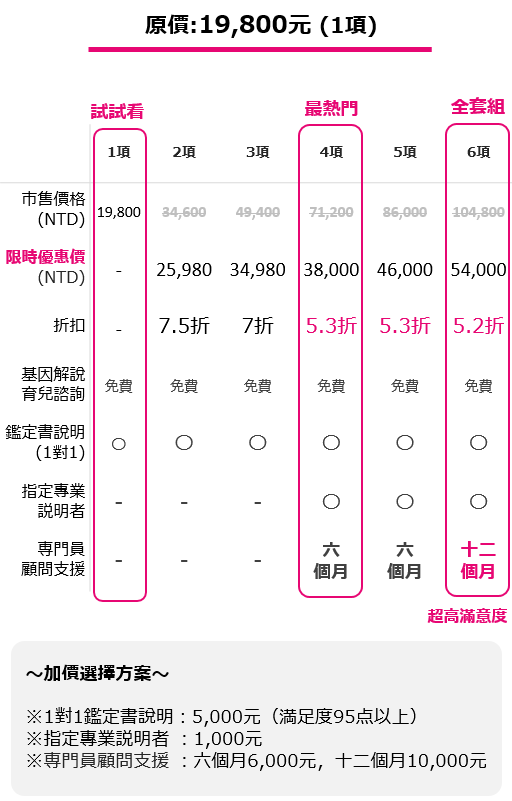 原價:19,800元 (1項)
試試看 最熱門 全套組
1項 2項 3項 4項 5項 6項
市售價格
(NTD) 19,800 34,600 49,400 71,200 86,000 104,800
限時優惠價
(NTD) - 25,980 34,980 38,000 46,000 54,000
折扣 - 7.5折 7折 5.3折 5.3折 5.2折
基因解說
育兒諮詢 免費 免費 免費 免費 免費 免費
鑑定書說明
(1對1) ○ ○ ○ ○ ○ ○
指定專業
説明者 - - - ○ ○ ○
專門員
顧問支援 - - - 六個月 六個月 十二個月
超高滿意度
～加價選擇方案～
※1對1鑑定書説明：5,000元（満足度95点以上）
※指定專業説明者 ：1,000元
※専門員顧問支援 ：六個月6,000元，十二個月10,000元